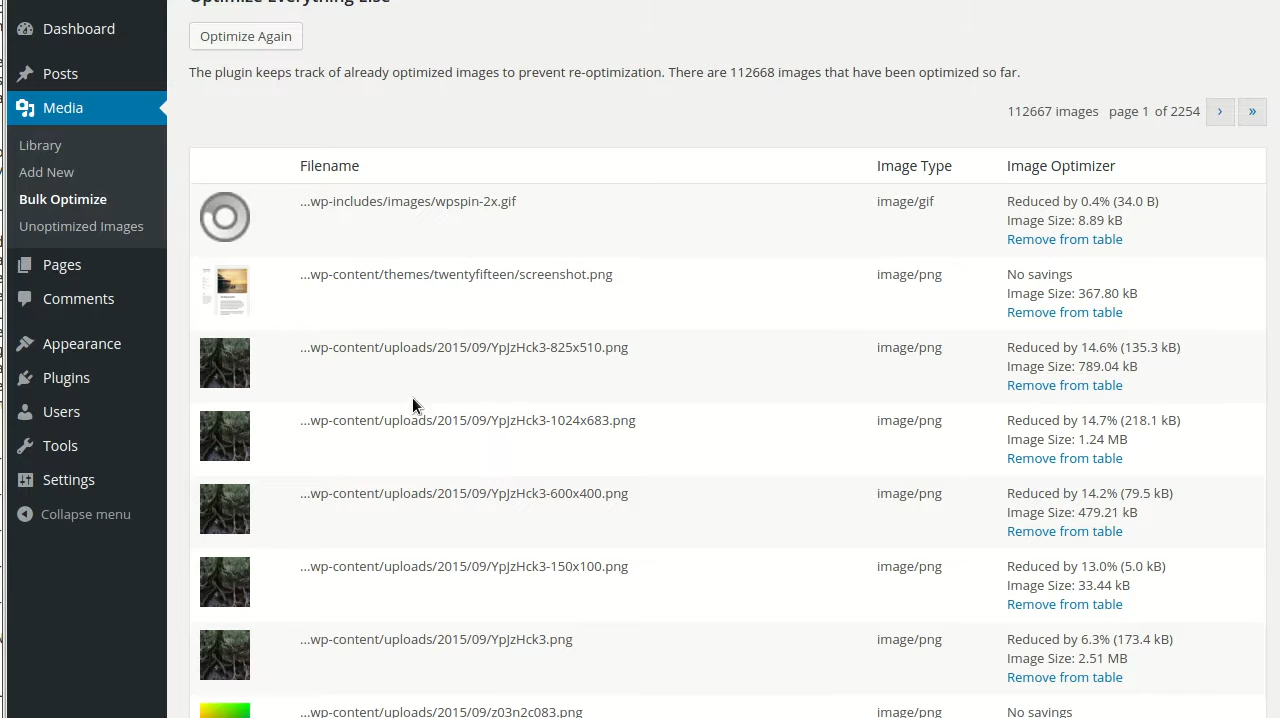 Optimize Everything Else
Dashboard
Optimize Again
Posts
The plugin keeps track of already optimized images to prevent re-optimization. There are 112668 images that have been optimized so far.
Media
112667 images page 1 of 2254 › »
Library
Add New
Bulk Optimize
Unoptimized Images
Pages
Comments
Appearance
Plugins
Users
Tools
Settings
Collapse menu
Filename Image Type Image Optimizer
...wp-includes/images/wpspin-2x.gif image/gif Reduced by 0.4% (34.0 B)
Image Size: 8.89 kB
Remove from table
...wp-content/themes/twentyfifteen/screenshot.png image/png No savings
Image Size: 367.80 kB
Remove from table
...wp-content/uploads/2015/09/YpJzHck3-825x510.png image/png Reduced by 14.6% (135.3 kB)
Image Size: 789.04 kB
Remove from table
...wp-content/uploads/2015/09/YpJzHck3-1024x683.png image/png Reduced by 14.7% (218.1 kB)
Image Size: 1.24 MB
Remove from table
...wp-content/uploads/2015/09/YpJzHck3-600x400.png image/png Reduced by 14.2% (79.5 kB)
Image Size: 479.21 kB
Remove from table
...wp-content/uploads/2015/09/YpJzHck3-150x100.png image/png Reduced by 13.0% (5.0 kB)
Image Size: 33.44 kB
Remove from table
...wp-content/uploads/2015/09/YpJzHck3.png image/png Reduced by 6.3% (173.4 kB)
Image Size: 2.51 MB
Remove from table
...wp-content/uploads/2015/09/z03n2c083.png image/png No savings